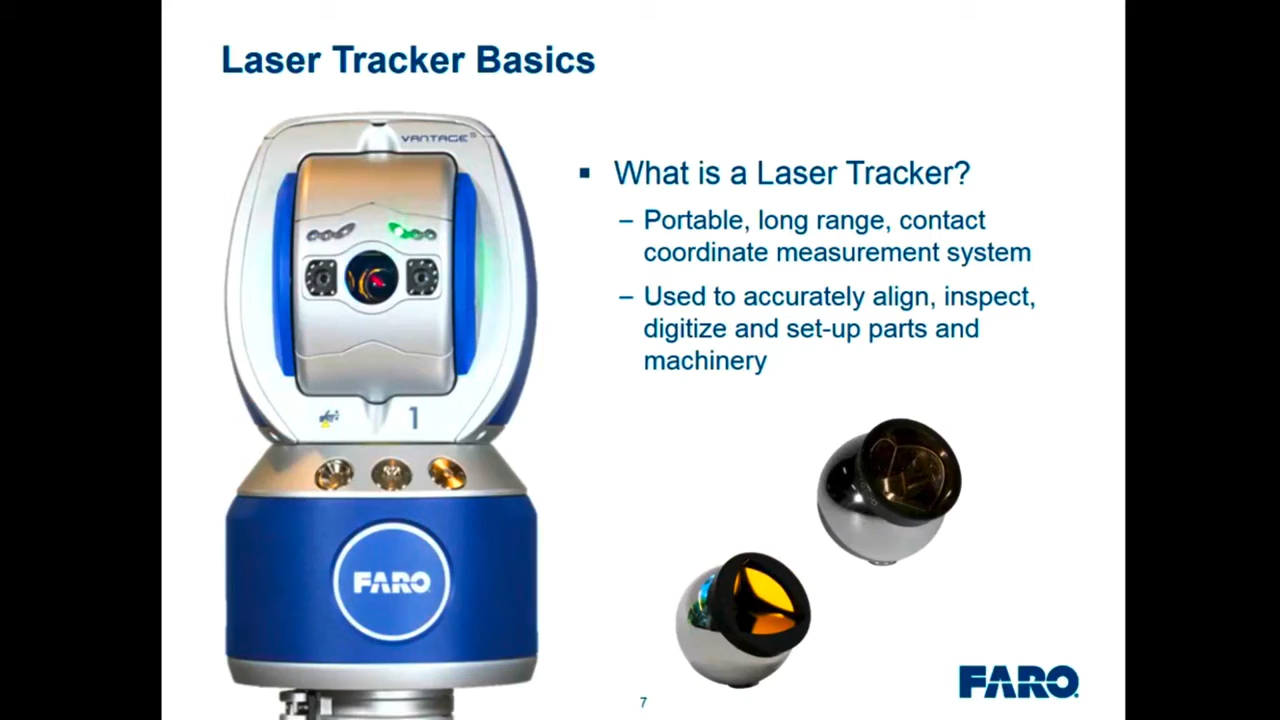 Laser Tracker Basics
VANTAGE
▪ What is a Laser Tracker?
– Portable, long range, contact
coordinate measurement system
– Used to accurately align, inspect,
digitize and set-up parts and
machinery
1
FARO
7
FARO